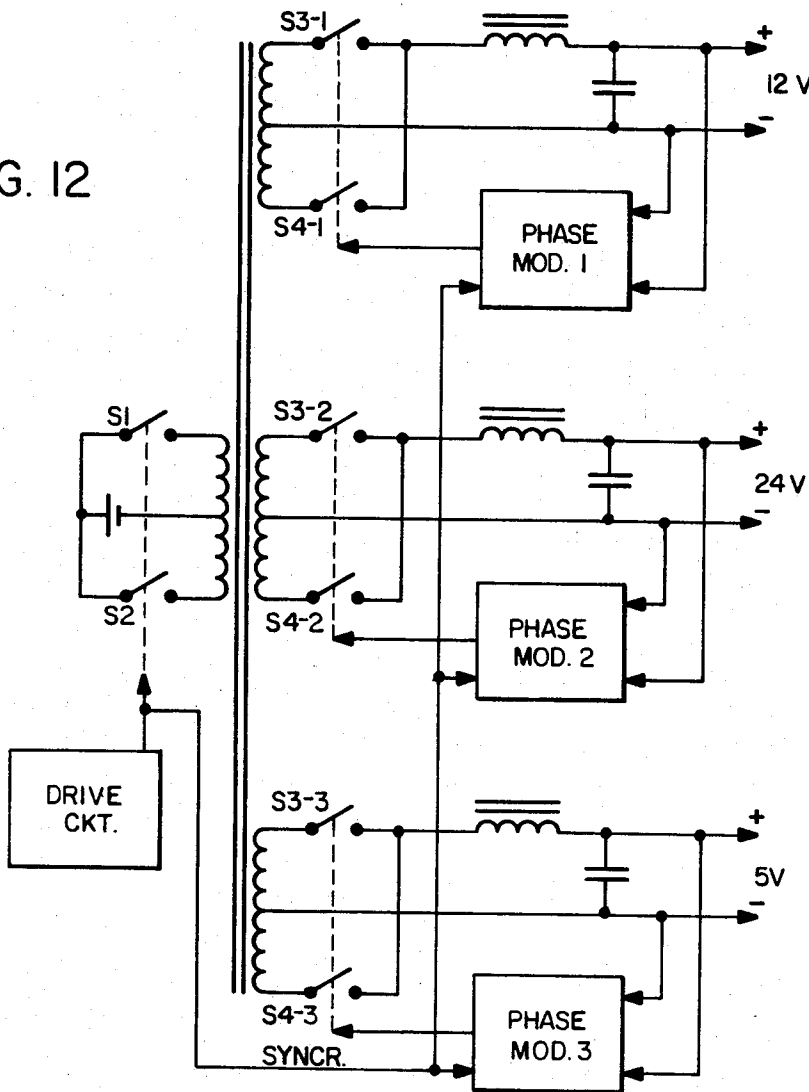 G. 12
S3-1
+
12 V
-
S4-1
PHASE
MOD. 1
S1
S2
S3-2
+
24 V
-
S4-2
PHASE
MOD. 2
DRIVE
CKT.
S3-3
+
5V
-
S4-3
PHASE
MOD. 3
SYNCR.